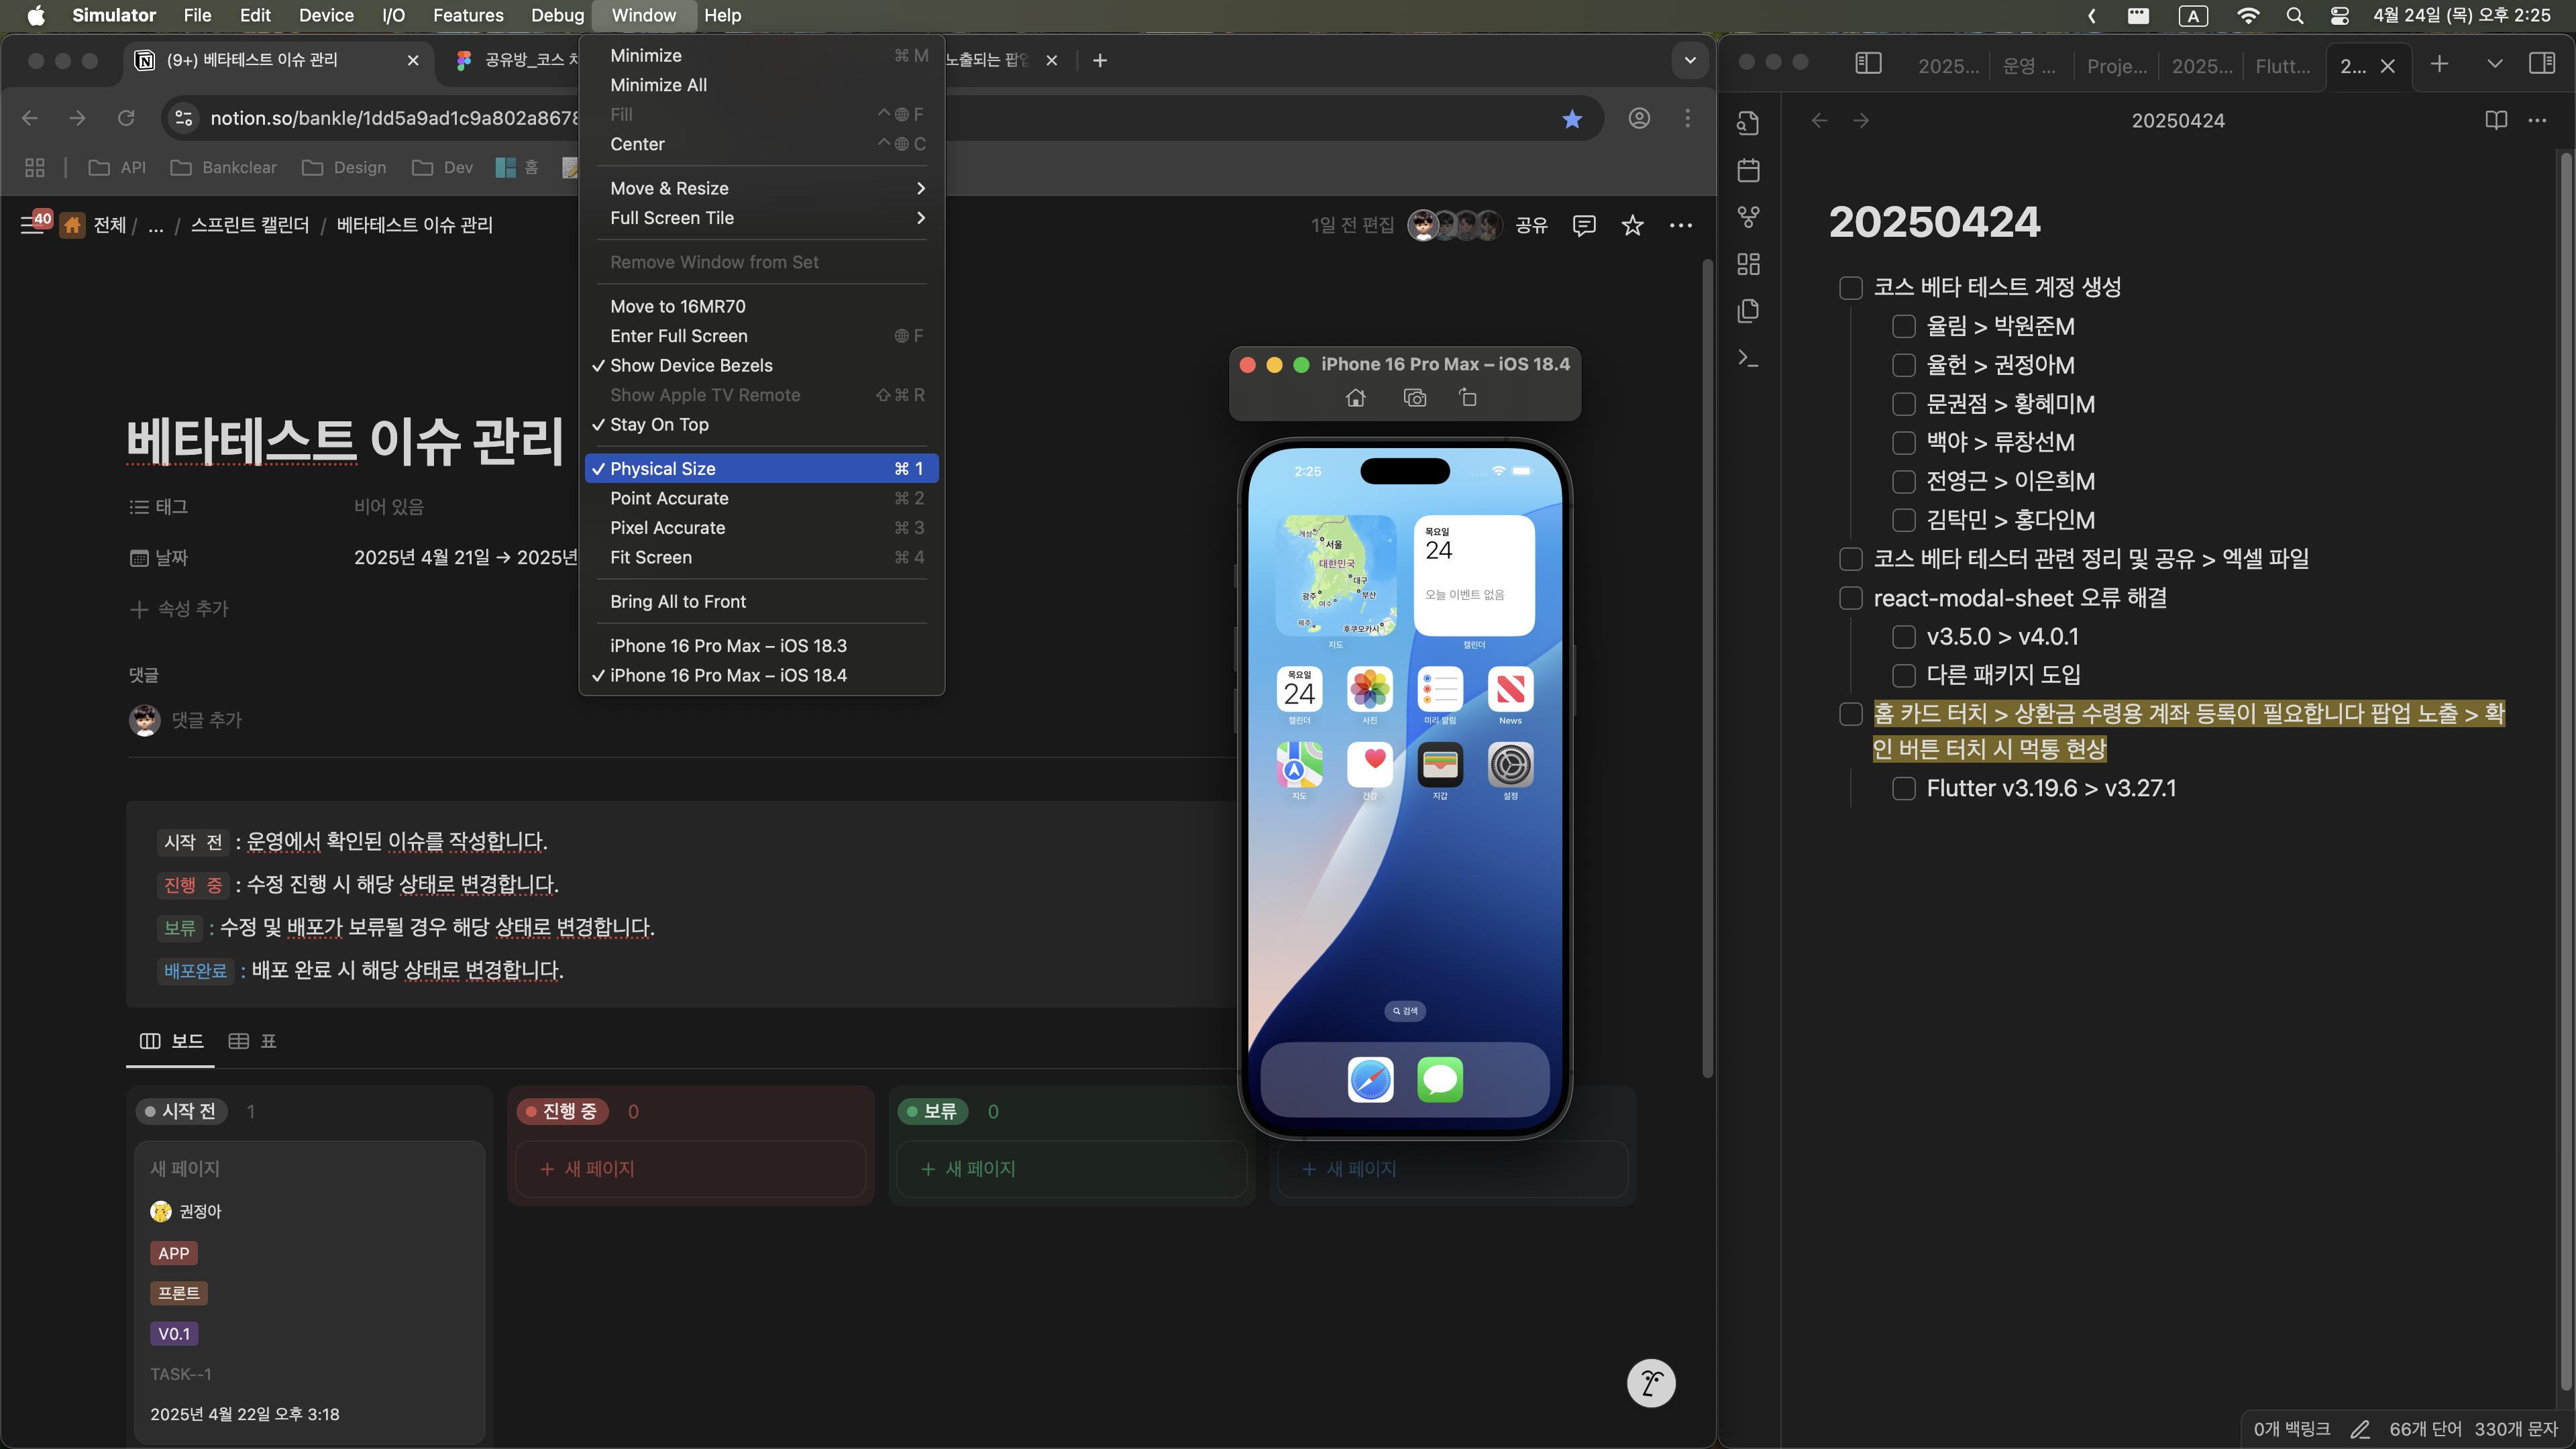 Simulator File Edit Device I/O Features Debug Window Help
A 4월 24일 (목) 오후 2:25
(9+) 베타테스트 이슈 관리
공유방_코스
노출되는 팝업
notion.so/bankle/1dd5a9ad1c9a802a8678
API Bankclear Design Dev 홈
40 전체 / ... / 스프린트 캘린더 / 베타테스트 이슈 관리
1일 전 편집 공유
베타테스트 이슈 관리
태그 비어 있음
날짜 2025년 4월 21일 → 2025년
속성 추가
댓글
댓글 추가
시작 전 : 운영에서 확인된 이슈를 작성합니다.
진행 중 : 수정 진행 시 해당 상태로 변경합니다.
보류 : 수정 및 배포가 보류될 경우 해당 상태로 변경합니다.
배포완료 : 배포 완료 시 해당 상태로 변경합니다.
보드 표
시작 전 1
새 페이지
권정아
APP
프론트
V0.1
TASK--1
2025년 4월 22일 오후 3:18
진행 중 0
+ 새 페이지
보류 0
+ 새 페이지
+ 새 페이지
Minimize ⌘ M
Minimize All
Fill ^ F
Center ^ C
Move & Resize
Full Screen Tile
Remove Window from Set
Move to 16MR70
Enter Full Screen F
✓ Show Device Bezels
Show Apple TV Remote ⇧ ⌘ R
✓ Stay On Top
✓ Physical Size ⌘ 1
Point Accurate ⌘ 2
Pixel Accurate ⌘ 3
Fit Screen ⌘ 4
Bring All to Front
iPhone 16 Pro Max – iOS 18.3
✓ iPhone 16 Pro Max – iOS 18.4
iPhone 16 Pro Max – iOS 18.4
2:25
개성
서울
대한민국
대구
광주
부산
여수
제주
후쿠오카시
지도
목요일
24
오늘 이벤트 없음
캘린더
목요일
24
캘린더 사진 미리 알림 News
지도 건강 지갑 설정
검색
2025... 운영 ... Proje... 2025... Flutt... 2...
20250424
20250424
코스 베타 테스트 계정 생성
율림 > 박원준M
율헌 > 권정아M
문권점 > 황혜미M
백야 > 류창선M
전영근 > 이은희M
김탁민 > 홍다인M
코스 베타 테스터 관련 정리 및 공유 > 엑셀 파일
react-modal-sheet 오류 해결
v3.5.0 > v4.0.1
다른 패키지 도입
홈 카드 터치 > 상환금 수령용 계좌 등록이 필요합니다 팝업 노출 > 확
인 버튼 터치 시 먹통 현상
Flutter v3.19.6 > v3.27.1
0개 백링크 66개 단어 330개 문자